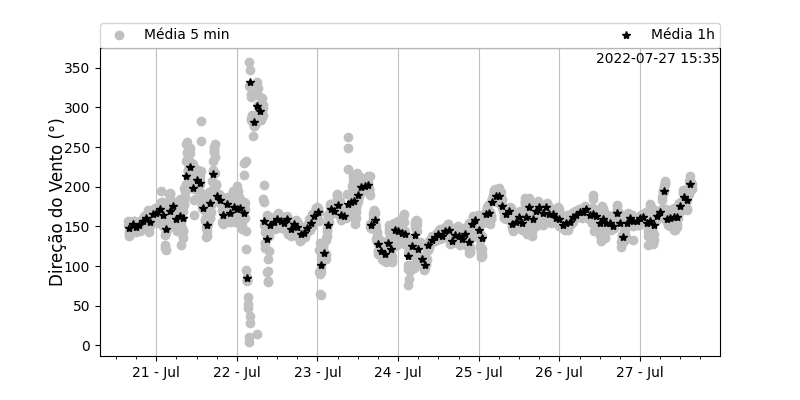 Média 5 min
Média 1h
2022-07-27 15:35
Direção do Vento (°)
350
300
250
200
150
100
50
0
21 - Jul
22 - Jul
23 - Jul
24 - Jul
25 - Jul
26 - Jul
27 - Jul